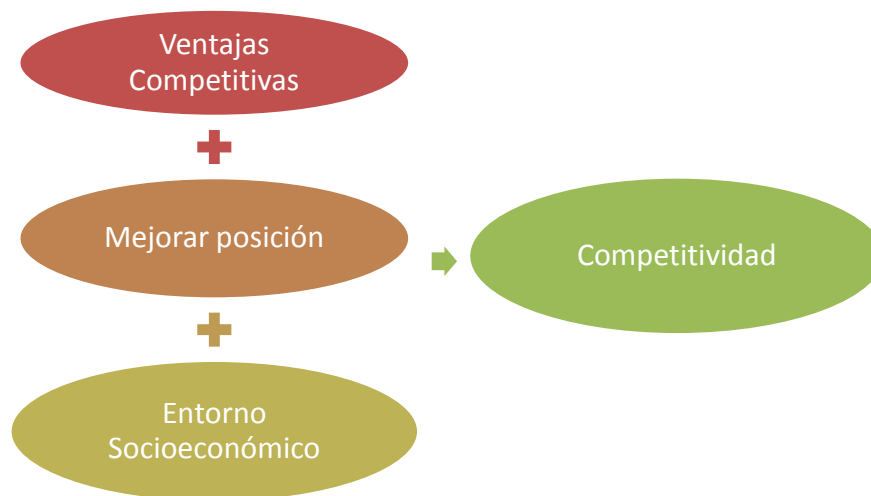 Ventajas
Competitivas
Mejorar posición
Competitividad
Entorno
Socioeconómico